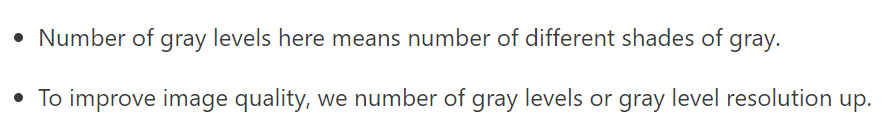 • Number of gray levels here means number of different shades of gray.
• To improve image quality, we number of gray levels or gray level resolution up.